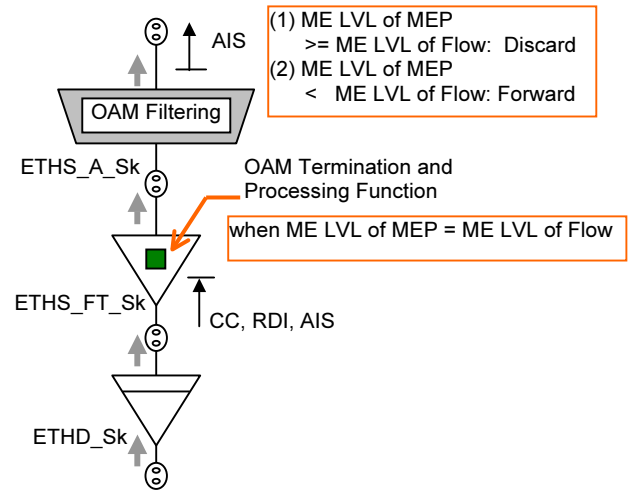 AIS
(1) ME LVL of MEP
>= ME LVL of Flow: Discard
(2) ME LVL of MEP
< ME LVL of Flow: Forward
OAM Filtering
ETHS_A_Sk
OAM Termination and
Processing Function
when ME LVL of MEP = ME LVL of Flow
ETHS_FT_Sk
CC, RDI, AIS
ETHD_Sk